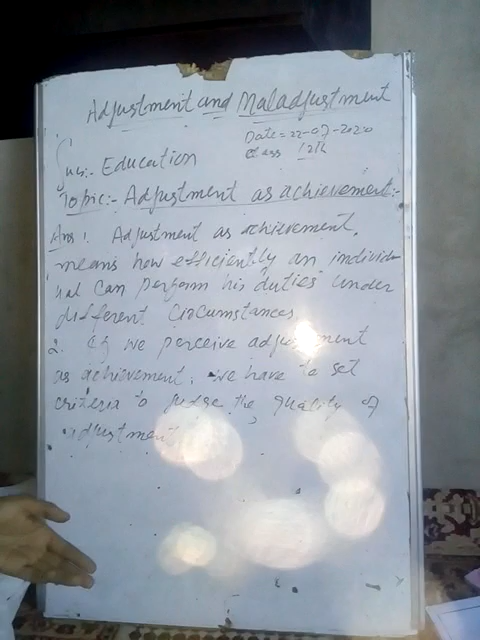 Adjustment and Maladjustment
Date = 22-07-2020
Class 12th
Sub:- Education
Topic:- Adjustment as achievement:-
Ans 1. Adjustment as achievement,
means how efficiently an individ-
ual can perform his duties under
different circumstances.
2. If we perceive adjustment
as achievement, we have to set
criteria to judge the quality of
adjustment